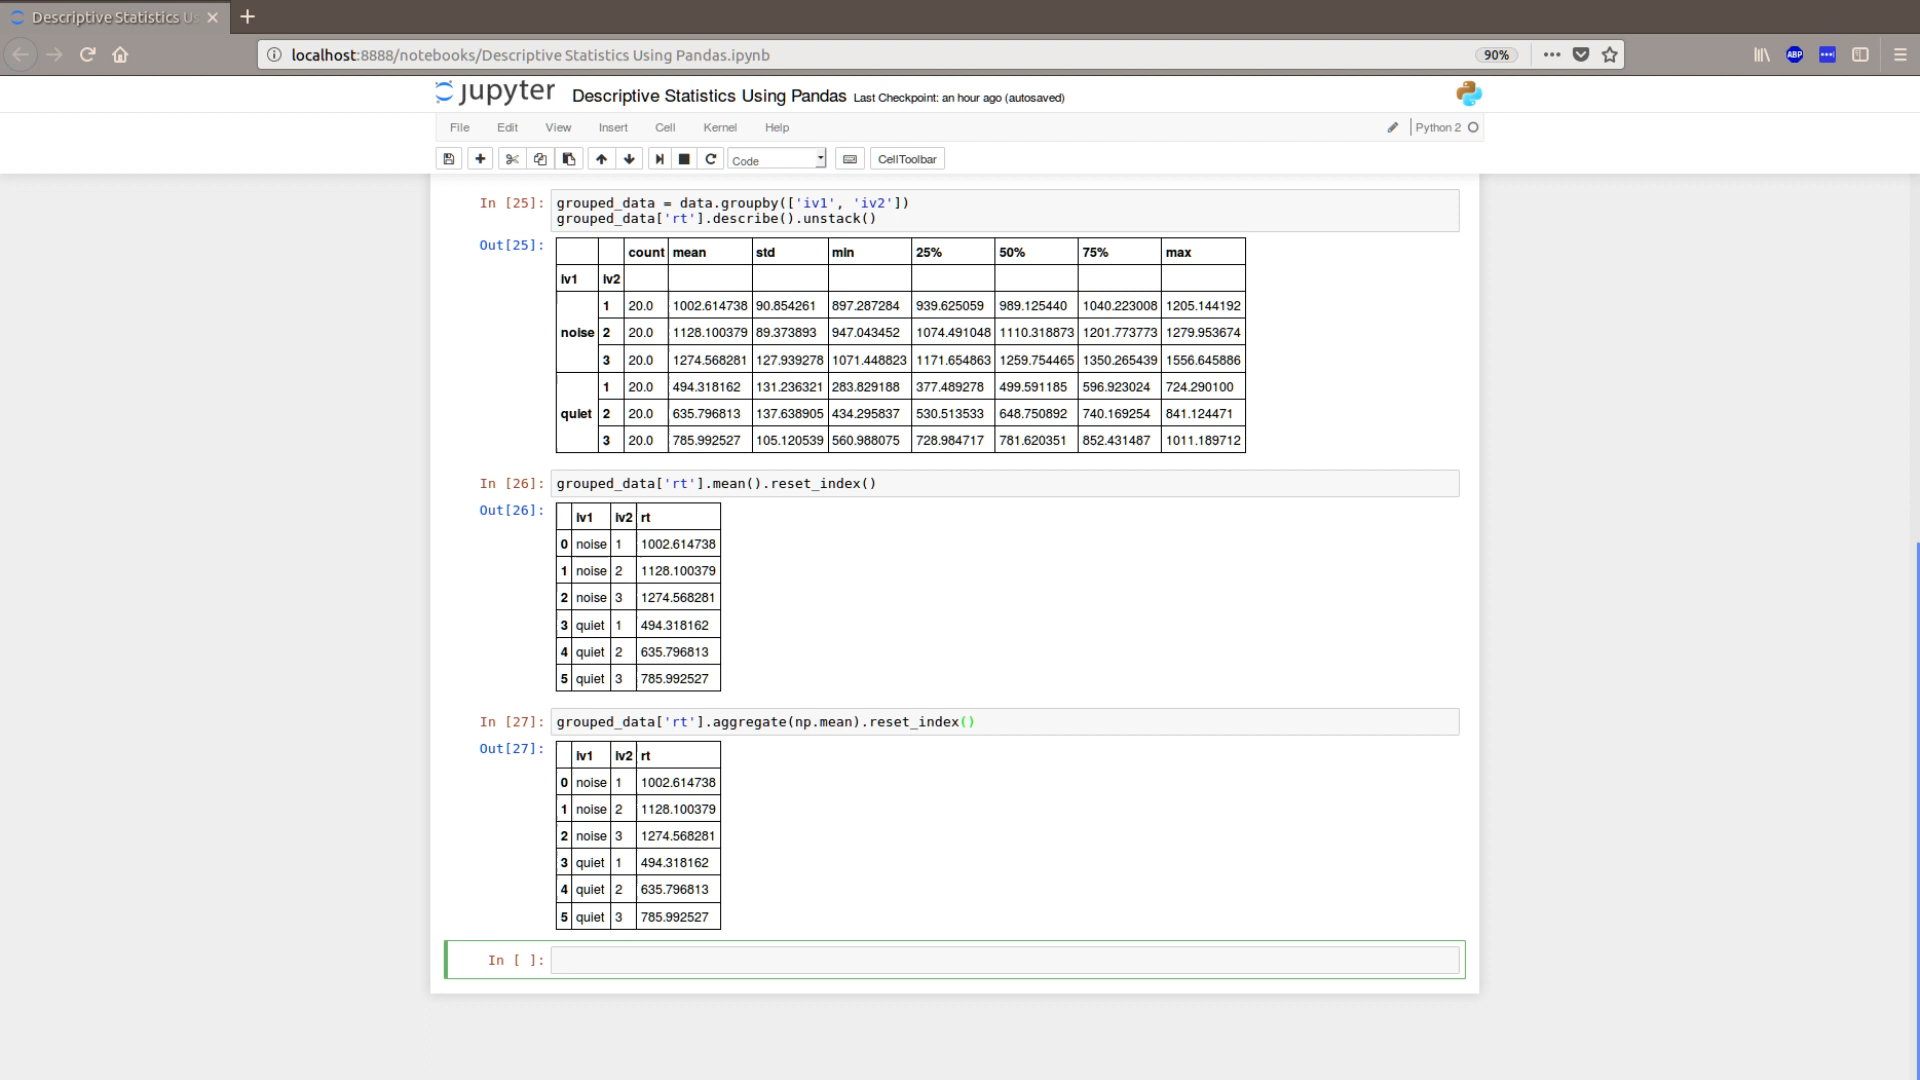 Descriptive Statistics Us
localhost:8888/notebooks/Descriptive Statistics Using Pandas.ipynb
90%
ABP
jupyter Descriptive Statistics Using Pandas Last Checkpoint: an hour ago (autosaved)
File Edit View Insert Cell Kernel Help
Python 2
Code
CellToolbar
In [25]: grouped_data = data.groupby(['iv1', 'iv2'])
grouped_data['rt'].describe().unstack()
Out[25]:
count mean std min 25% 50% 75% max
iv1 iv2
noise 1 20.0 1002.614738 90.854261 897.287284 939.625059 989.125440 1040.223008 1205.144192
2 20.0 1128.100379 89.373893 947.043452 1074.491048 1110.318873 1201.773773 1279.953674
3 20.0 1274.568281 127.939278 1071.448823 1171.654863 1259.754465 1350.265439 1556.645886
quiet 1 20.0 494.318162 131.236321 283.829188 377.489278 499.591185 596.923024 724.290100
2 20.0 635.796813 137.638905 434.295837 530.513533 648.750892 740.169254 841.124471
3 20.0 785.992527 105.120539 560.988075 728.984717 781.620351 852.431487 1011.189712
In [26]: grouped_data['rt'].mean().reset_index()
Out[26]:
iv1 iv2 rt
0 noise 1 1002.614738
1 noise 2 1128.100379
2 noise 3 1274.568281
3 quiet 1 494.318162
4 quiet 2 635.796813
5 quiet 3 785.992527
In [27]: grouped_data['rt'].aggregate(np.mean).reset_index()
Out[27]:
iv1 iv2 rt
0 noise 1 1002.614738
1 noise 2 1128.100379
2 noise 3 1274.568281
3 quiet 1 494.318162
4 quiet 2 635.796813
5 quiet 3 785.992527
In [ ]: